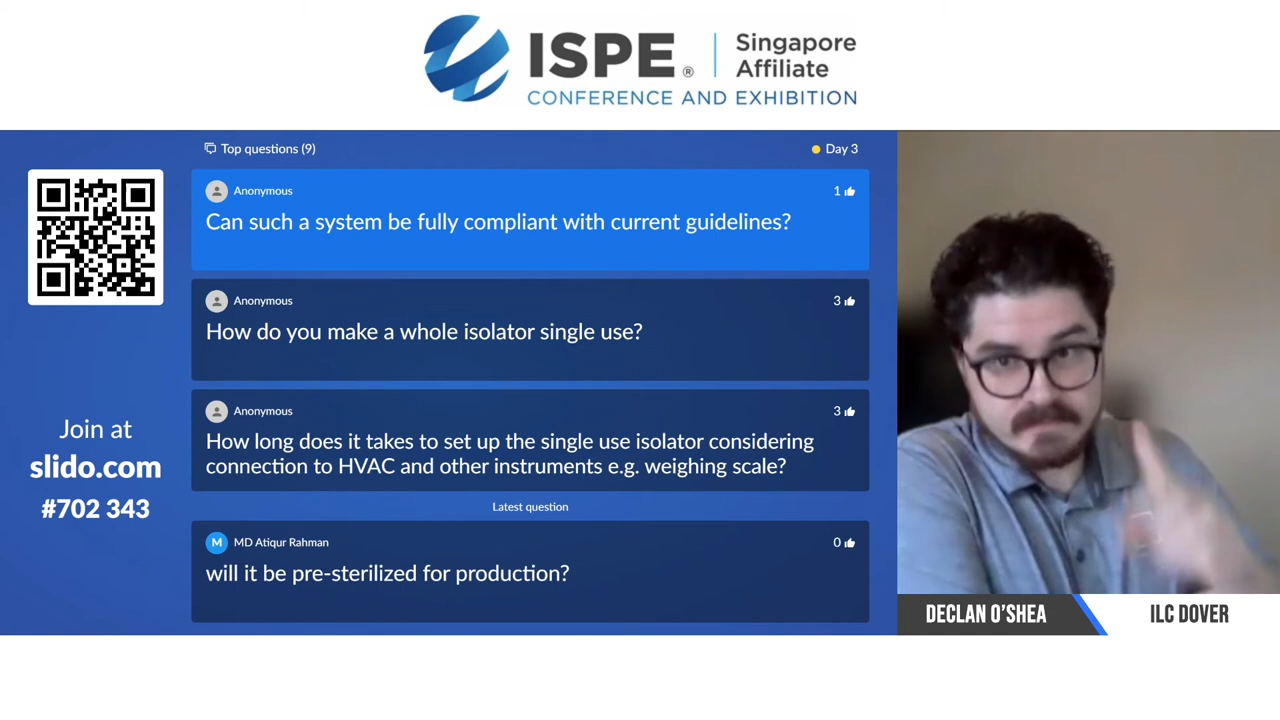 ISPE® | Singapore
Affiliate
CONFERENCE AND EXHIBITION
Top questions (9)
Day 3
Anonymous
1
Can such a system be fully compliant with current guidelines?
Anonymous
3
How do you make a whole isolator single use?
Anonymous
3
How long does it takes to set up the single use isolator considering
connection to HVAC and other instruments e.g. weighing scale?
Latest question
M MD Atiqur Rahman
0
will it be pre-sterilized for production?
Join at
slido.com
#702 343
DECLAN O'SHEA
ILC DOVER